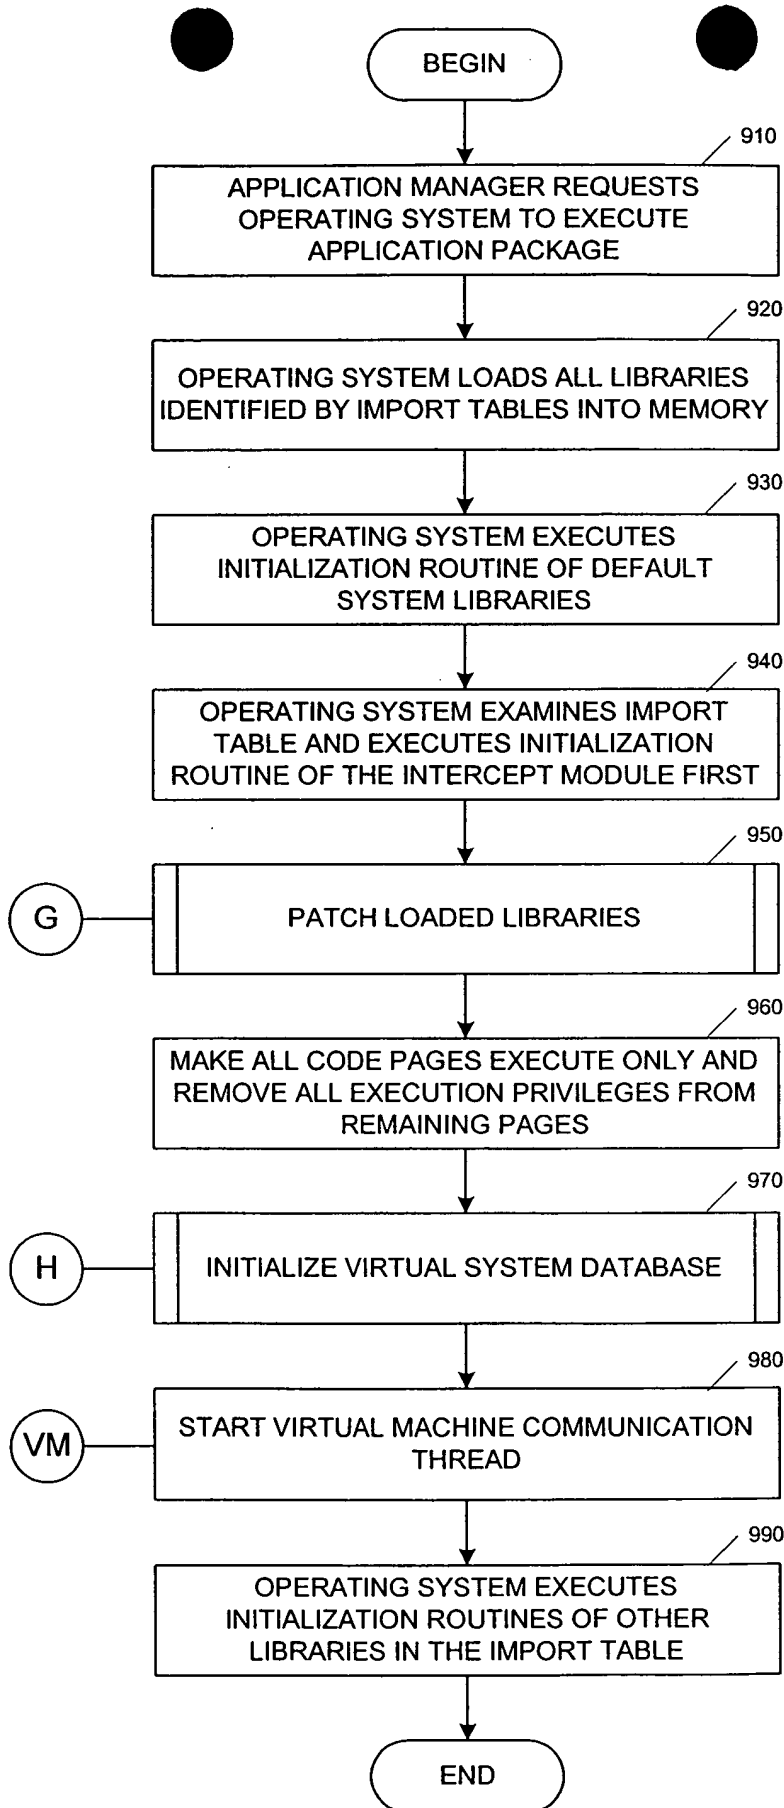 BEGIN
910
APPLICATION MANAGER REQUESTS
OPERATING SYSTEM TO EXECUTE
APPLICATION PACKAGE
920
OPERATING SYSTEM LOADS ALL LIBRARIES
IDENTIFIED BY IMPORT TABLES INTO MEMORY
930
OPERATING SYSTEM EXECUTES
INITIALIZATION ROUTINE OF DEFAULT
SYSTEM LIBRARIES
940
OPERATING SYSTEM EXAMINES IMPORT
TABLE AND EXECUTES INITIALIZATION
ROUTINE OF THE INTERCEPT MODULE FIRST
950
G
PATCH LOADED LIBRARIES
960
MAKE ALL CODE PAGES EXECUTE ONLY AND
REMOVE ALL EXECUTION PRIVILEGES FROM
REMAINING PAGES
970
H
INITIALIZE VIRTUAL SYSTEM DATABASE
980
VM
START VIRTUAL MACHINE COMMUNICATION
THREAD
990
OPERATING SYSTEM EXECUTES
INITIALIZATION ROUTINES OF OTHER
LIBRARIES IN THE IMPORT TABLE
END